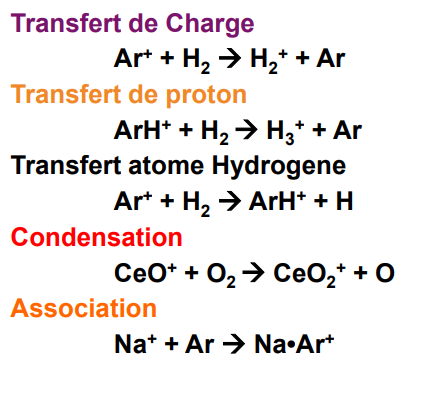 Transfert de Charge
Ar⁺ + H₂ → H₂⁺ + Ar
Transfert de proton
ArH⁺ + H₂ → H₃⁺ + Ar
Transfert atome Hydrogene
Ar⁺ + H₂ → ArH⁺ + H
Condensation
CeO⁺ + O₂ → CeO₂⁺ + O
Association
Na⁺ + Ar → Na•Ar⁺